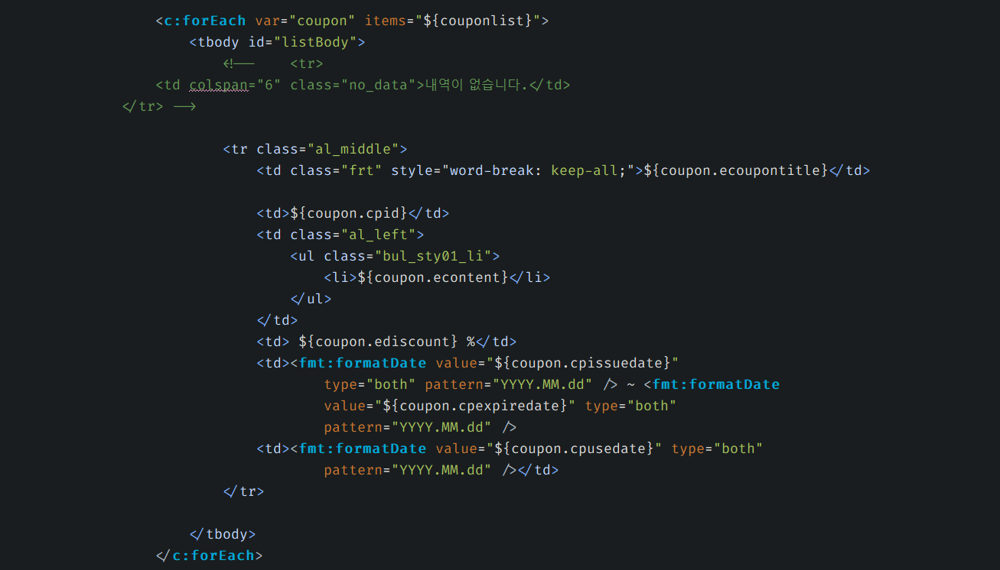 <c:forEach var="coupon" items="${couponlist}">
<tbody id="listBody">
<!-- <tr>
<td colspan="6" class="no_data">내역이 없습니다.</td>
</tr> -->
<tr class="al_middle">
<td class="frt" style="word-break: keep-all;">${coupon.ecoupontitle}</td>
<td>${coupon.cpid}</td>
<td class="al_left">
<ul class="bul_sty01_li">
<li>${coupon.econtent}</li>
</ul>
</td>
<td> ${coupon.ediscount} %</td>
<td><fmt:formatDate value="${coupon.cpissuedate}"
type="both" pattern="YYYY.MM.dd" /> ~ <fmt:formatDate
value="${coupon.cpexpiredate}" type="both"
pattern="YYYY.MM.dd" />
<td><fmt:formatDate value="${coupon.cpusedate}" type="both"
pattern="YYYY.MM.dd" /></td>
</tr>
</tbody>
</c:forEach>